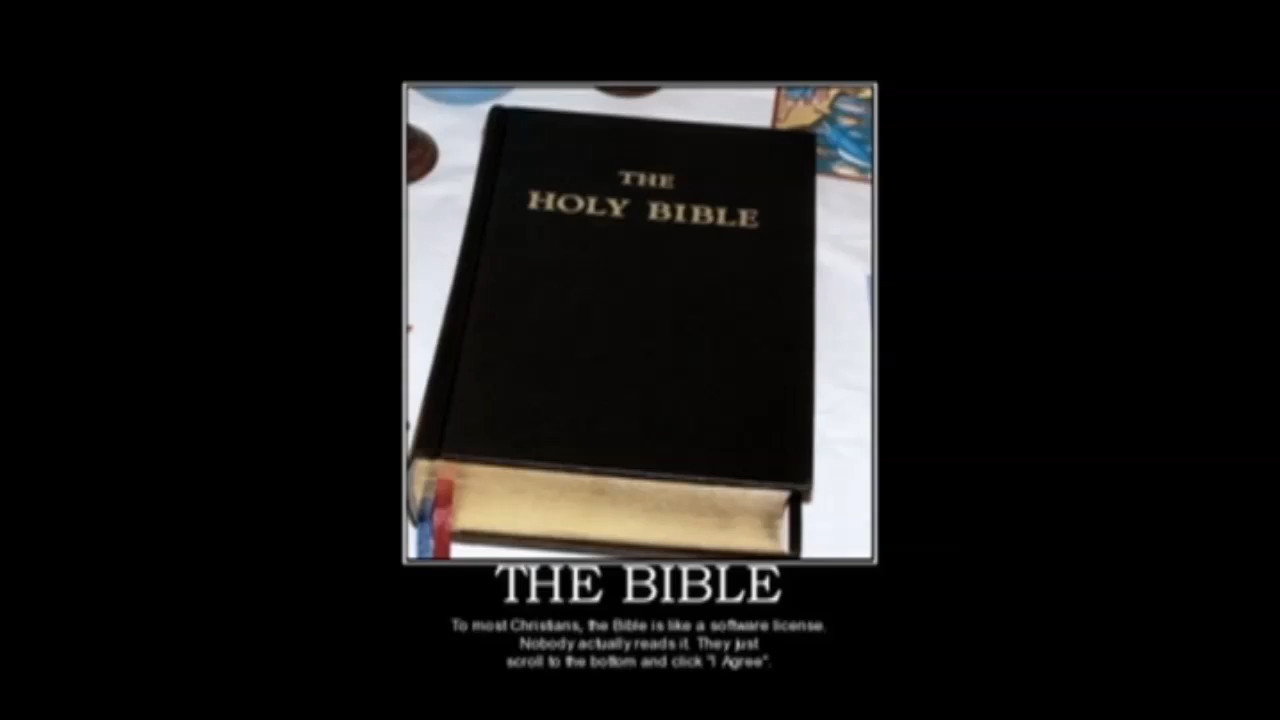 THE
HOLY BIBLE
THE BIBLE
To most Christians, the Bible is like a software license.
Nobody actually reads it. They just
scroll to the bottom and click "I Agree".